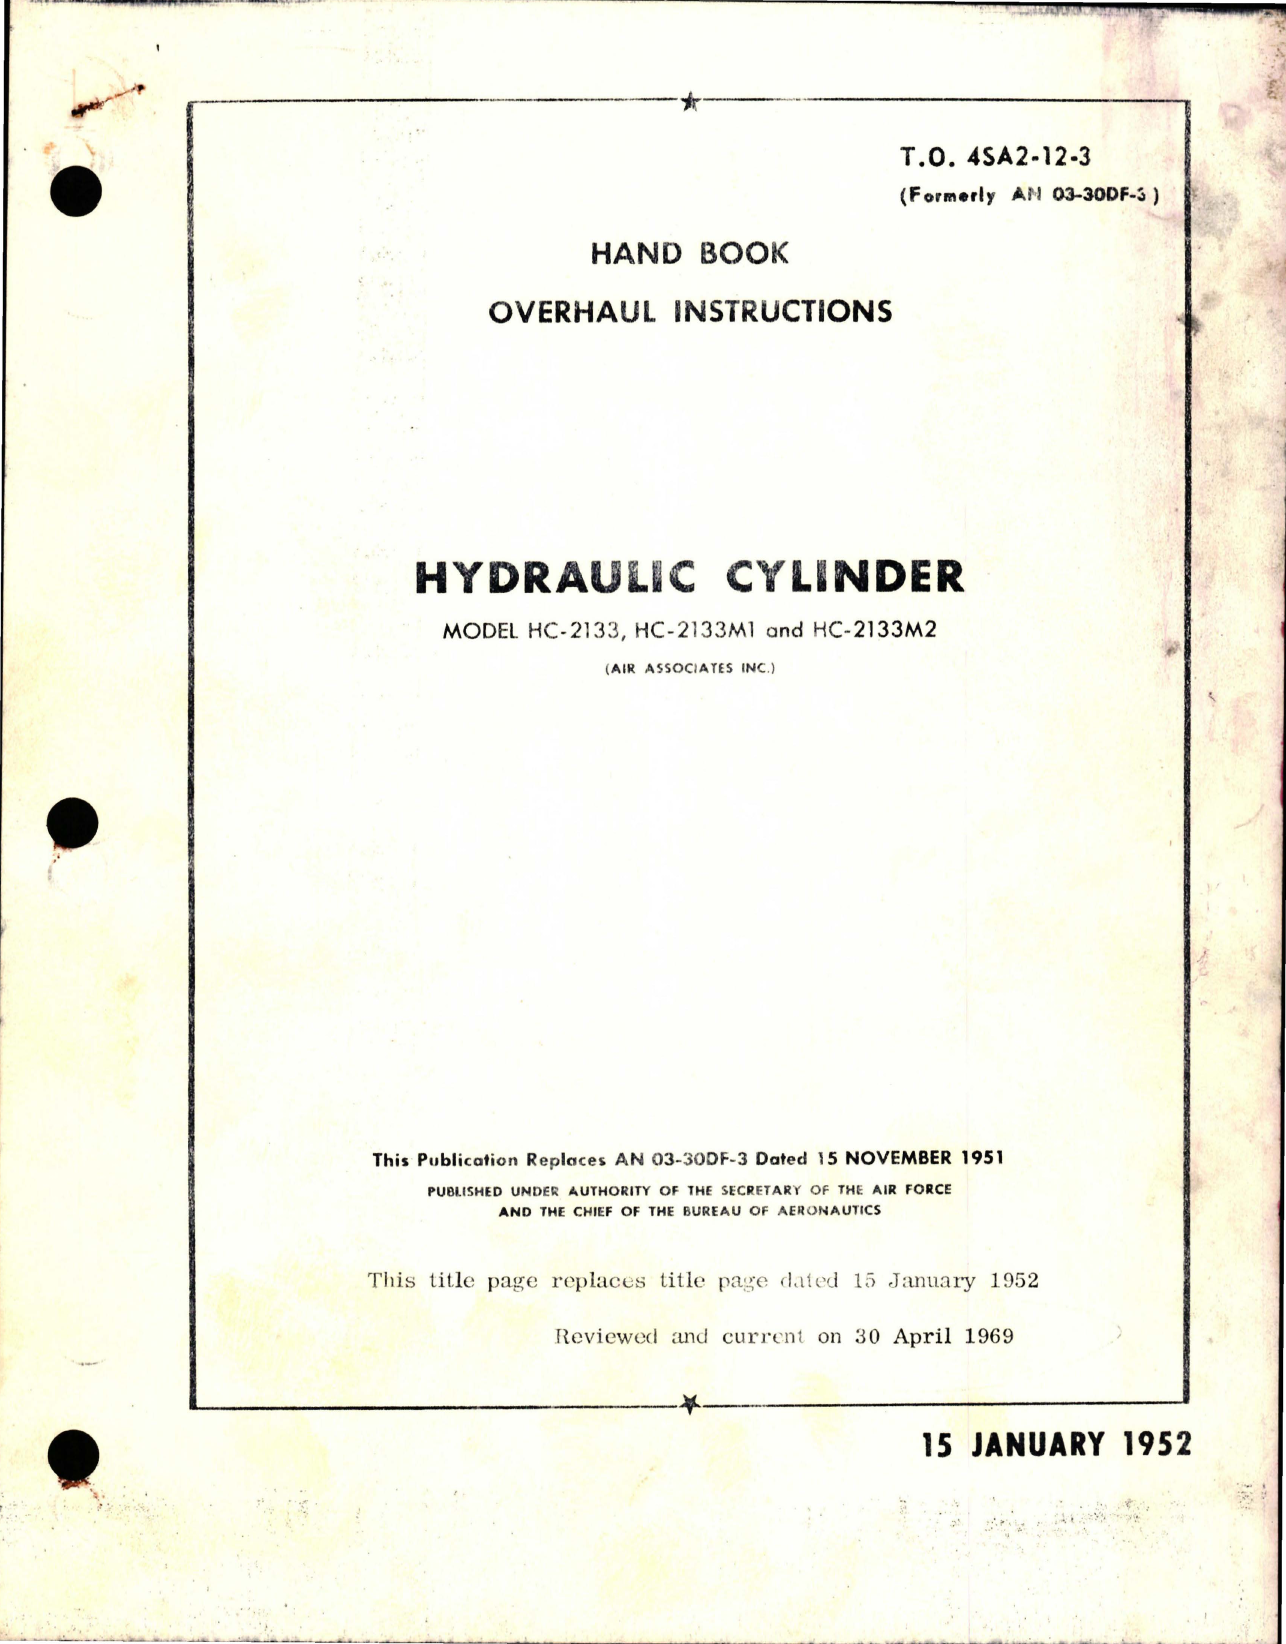 T.O. 4SA2-12-3
(Formerly AN 03-30DF-3)
HAND BOOK
OVERHAUL INSTRUCTIONS
HYDRAULIC CYLINDER
MODEL HC-2133, HC-2133M1 and HC-2133M2
(AIR ASSOCIATES INC.)
This Publication Replaces AN 03-30DF-3 Dated 15 NOVEMBER 1951
PUBLISHED UNDER AUTHORITY OF THE SECRETARY OF THE AIR FORCE
AND THE CHIEF OF THE BUREAU OF AERONAUTICS
This title page replaces title page dated 15 January 1952
Reviewed and current on 30 April 1969
15 JANUARY 1952